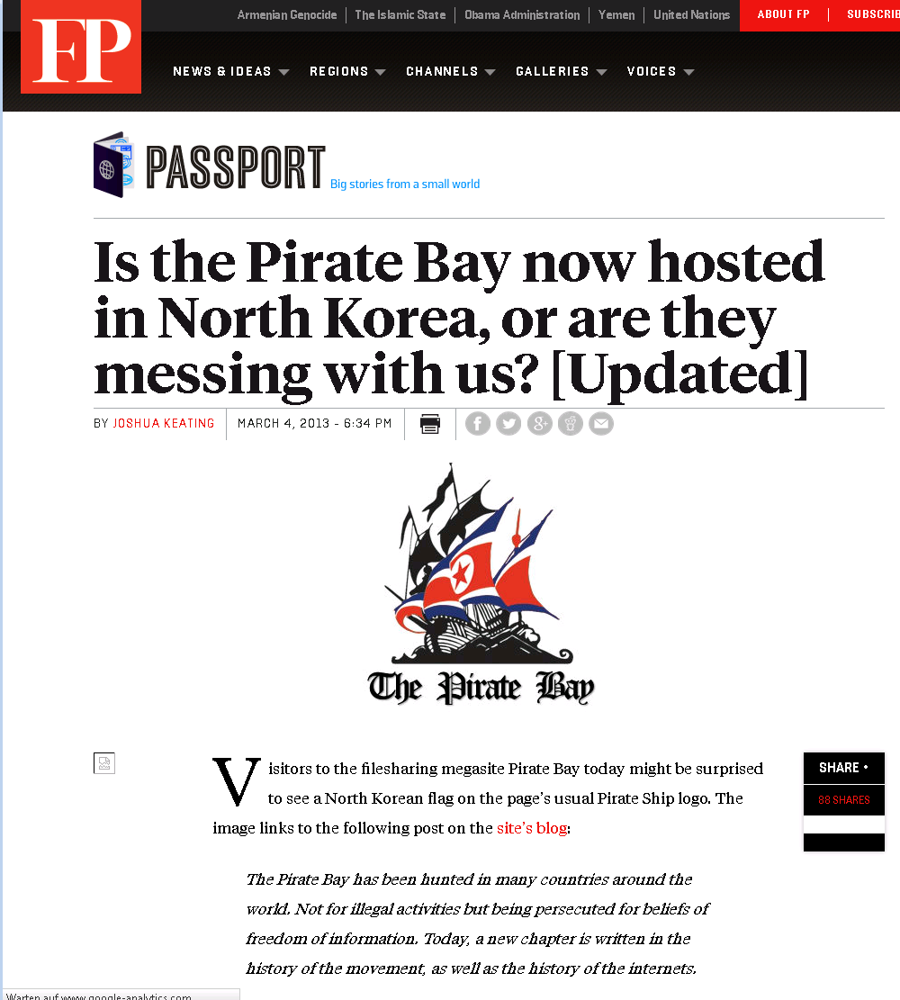 Armenian Genocide The Islamic State Obama Administration Yemen United Nations ABOUT FP SUBSCRIB
FP
NEWS & IDEAS REGIONS CHANNELS GALLERIES VOICES
PASSPORT Big stories from a small world
Is the Pirate Bay now hosted
in North Korea, or are they
messing with us? [Updated]
BY JOSHUA KEATING MARCH 4, 2013 - 6:34 PM
The Pirate Bay
Visitors to the filesharing megasite Pirate Bay today might be surprised
to see a North Korean flag on the page's usual Pirate Ship logo. The
image links to the following post on the site's blog:
SHARE •
88 SHARES
The Pirate Bay has been hunted in many countries around the
world. Not for illegal activities but being persecuted for beliefs of
freedom of information. Today, a new chapter is written in the
history of the movement, as well as the history of the internets.
Warten auf www.google-analytics.com